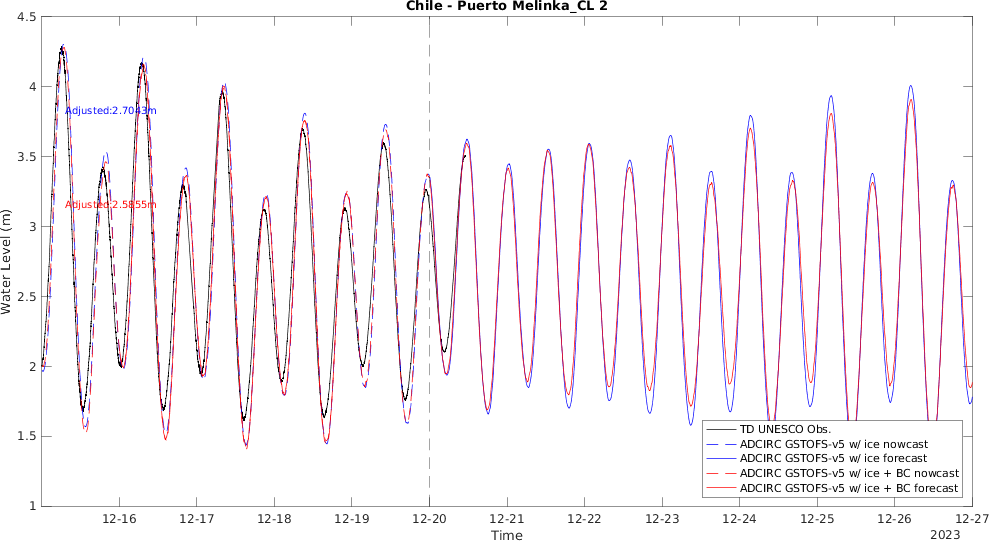 Chile - Puerto Melinka_CL 2
4.5
4
3.5
3
2.5
2
1.5
1
Water Level (m)
Adjusted:2.7043m
Adjusted:2.5855m
TD UNESCO Obs.
ADCIRC GSTOFS-v5 w/ ice nowcast
ADCIRC GSTOFS-v5 w/ ice forecast
ADCIRC GSTOFS-v5 w/ ice + BC nowcast
ADCIRC GSTOFS-v5 w/ ice + BC forecast
12-16 12-17 12-18 12-19 12-20 12-21 12-22 12-23 12-24 12-25 12-26 12-27
Time
2023